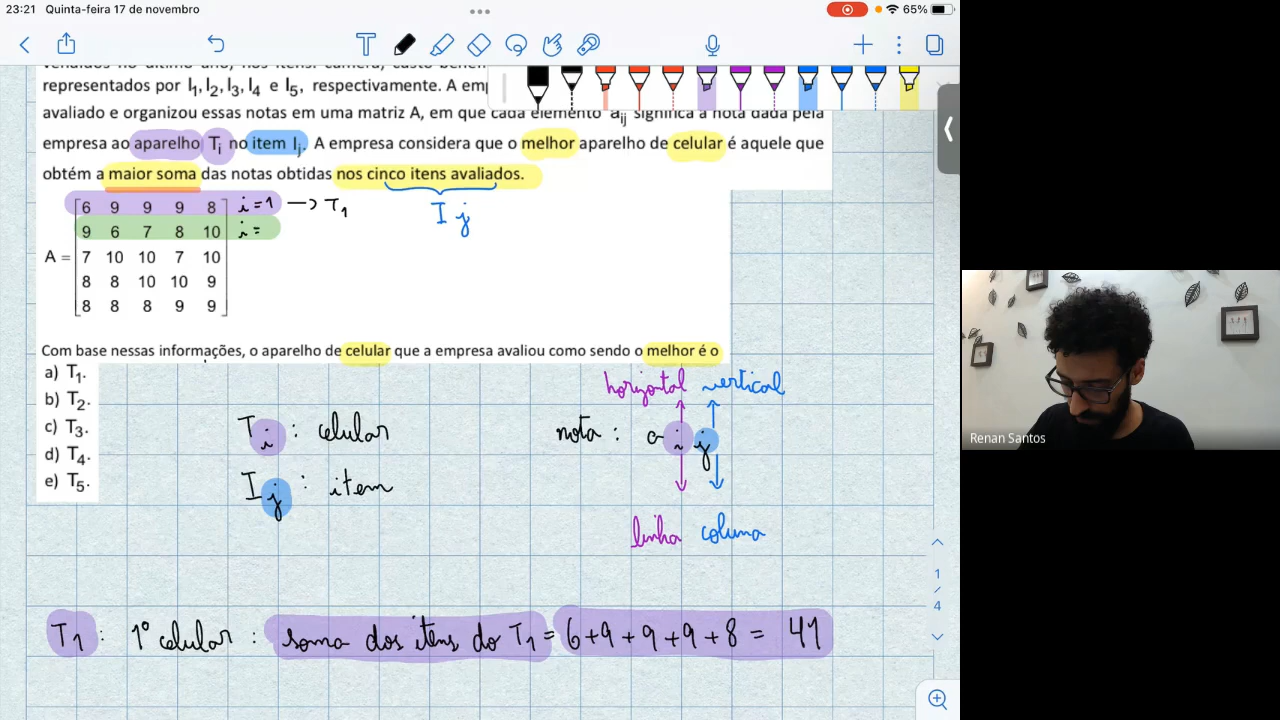 23:21 Quinta-feira 17 de novembro
65%
representados por I1, I2, I3, I4 e I5, respectivamente. A
avaliado e organizou essas notas em uma matriz A, em que cada elemento aij significa a nota dada pela
empresa ao aparelho Ti no item Ij. A empresa considera que o melhor aparelho de celular é aquele que
obtém a maior soma das notas obtidas nos cinco itens avaliados.
6 9 9 9 8 i=1 → T1
I j
9 6 7 8 10 i=
A = 7 10 10 7 10
8 8 10 10 9
8 8 8 9 9
Com base nessas informações, o aparelho de celular que a empresa avaliou como sendo o melhor é o
a) T1.
b) T2.
c) T3.
d) T4.
e) T5.
horizontal vertical
Ti : celular
nota : a i j
Ij : item
linha coluna
T1 : 1º celular : soma dos itens do T1 = 6+9+9+9+8 = 41
1
/
4
Renan Santos